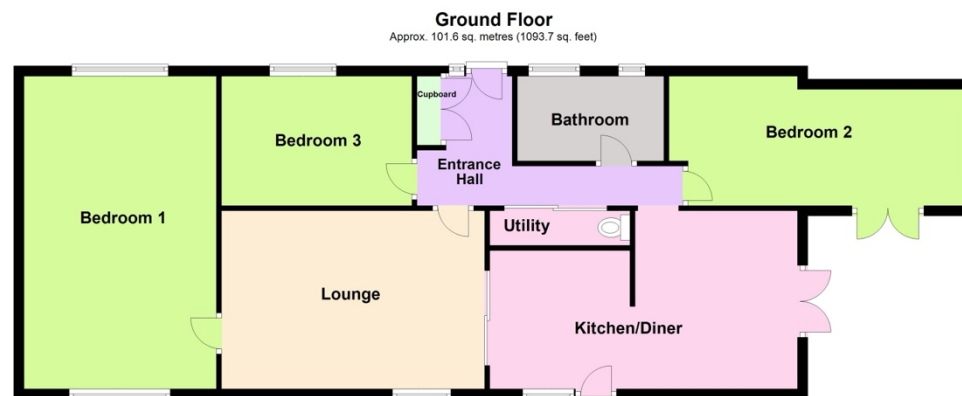 Ground Floor
Approx. 101.6 sq. metres (1093.7 sq. feet)
Cupboard
Bedroom 3
Bathroom
Bedroom 2
Entrance
Hall
Bedroom 1
Utility
Lounge
Kitchen/Diner